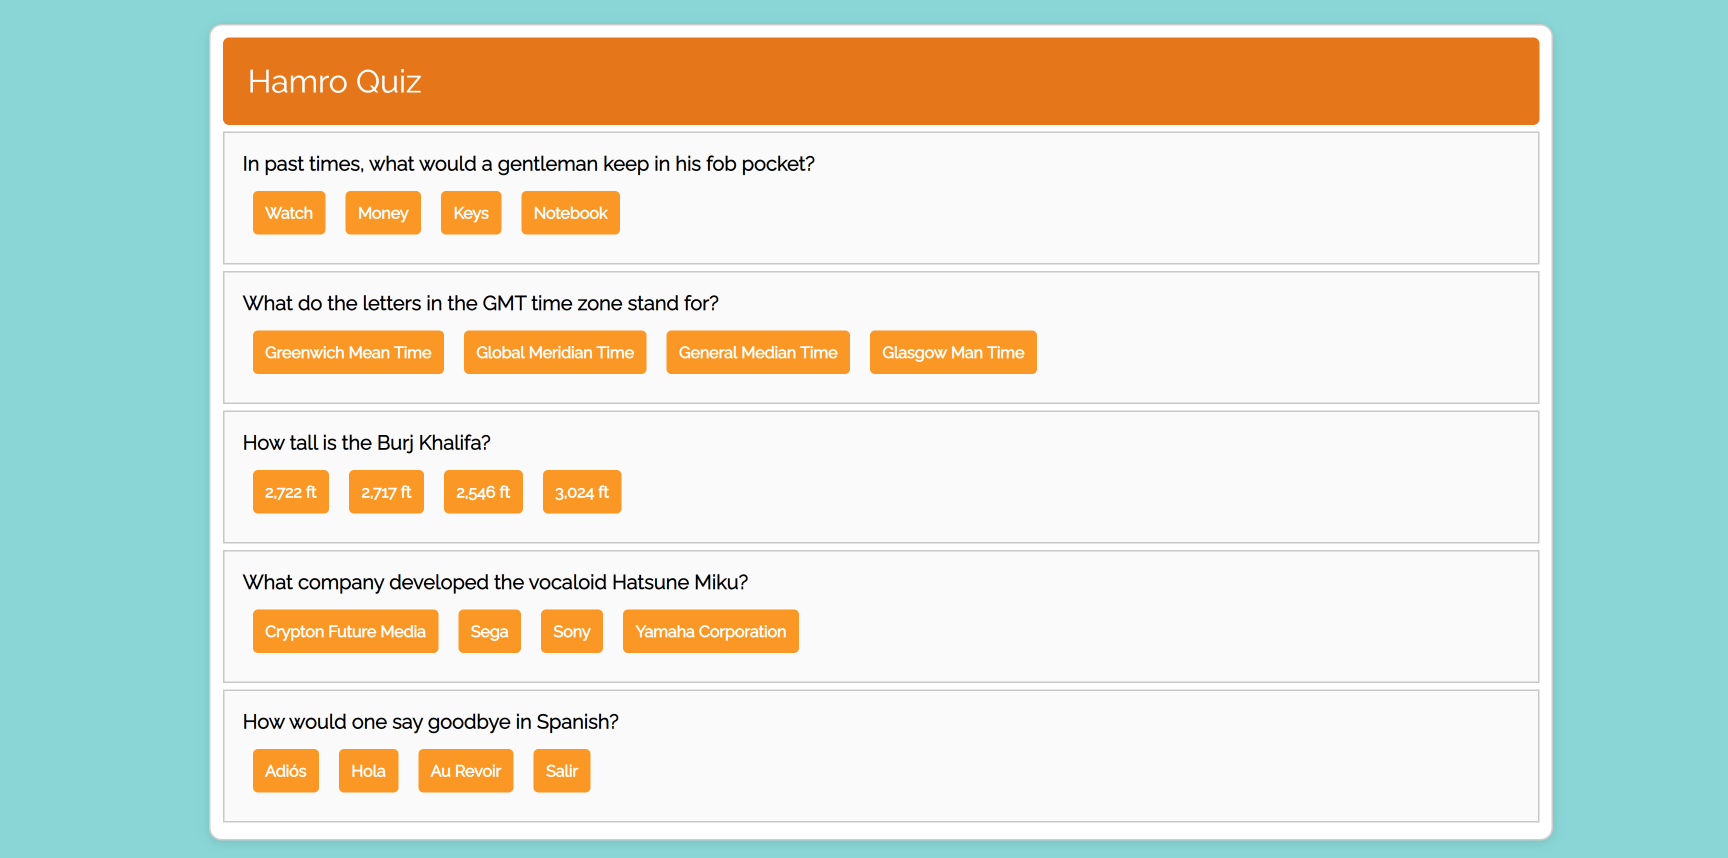 Hamro Quiz
In past times, what would a gentleman keep in his fob pocket?
Watch Money Keys Notebook
What do the letters in the GMT time zone stand for?
Greenwich Mean Time Global Meridian Time General Median Time Glasgow Man Time
How tall is the Burj Khalifa?
2,722 ft 2,717 ft 2,546 ft 3,024 ft
What company developed the vocaloid Hatsune Miku?
Crypton Future Media Sega Sony Yamaha Corporation
How would one say goodbye in Spanish?
Adiós Hola Au Revoir Salir